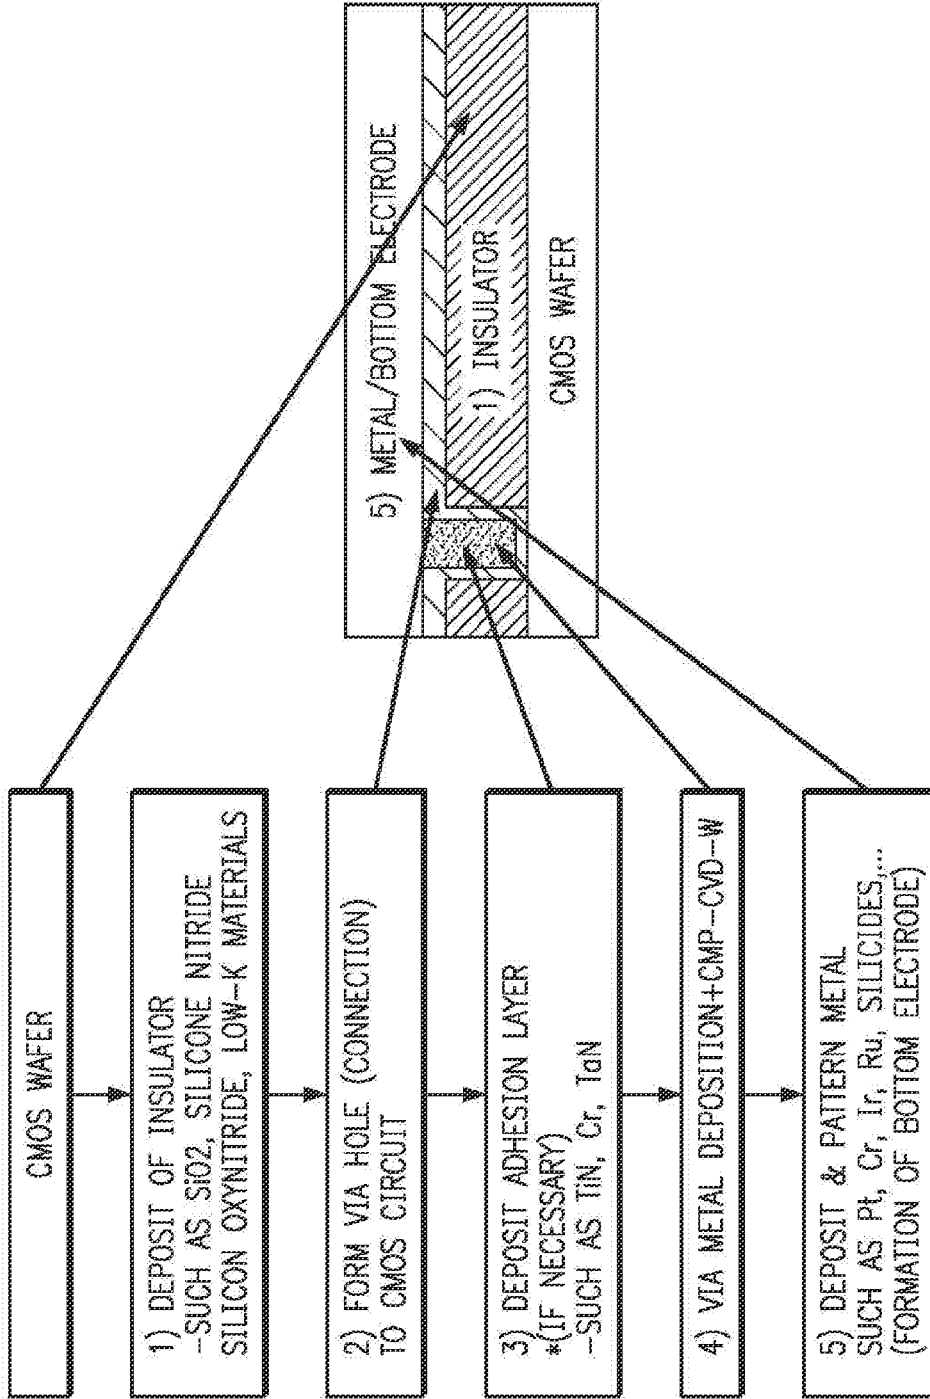 CMOS WAFER
1) DEPOSIT OF INSULATOR
-SUCH AS SiO2, SILICONE NITRIDE
SILICON OXYNITRIDE, LOW-K MATERIALS
2) FORM VIA HOLE (CONNECTION)
TO CMOS CIRCUIT
3) DEPOSIT ADHESION LAYER
*(IF NECESSARY)
-SUCH AS TiN, Cr, TaN
4) VIA METAL DEPOSITION+CMP-CVD-W
5) DEPOSIT & PATTERN METAL
SUCH AS Pt, Cr, Ir, Ru, SILICIDES,...
(FORMATION OF BOTTOM ELECTRODE)
5) METAL/BOTTOM ELECTRODE
1) INSULATOR
CMOS WAFER